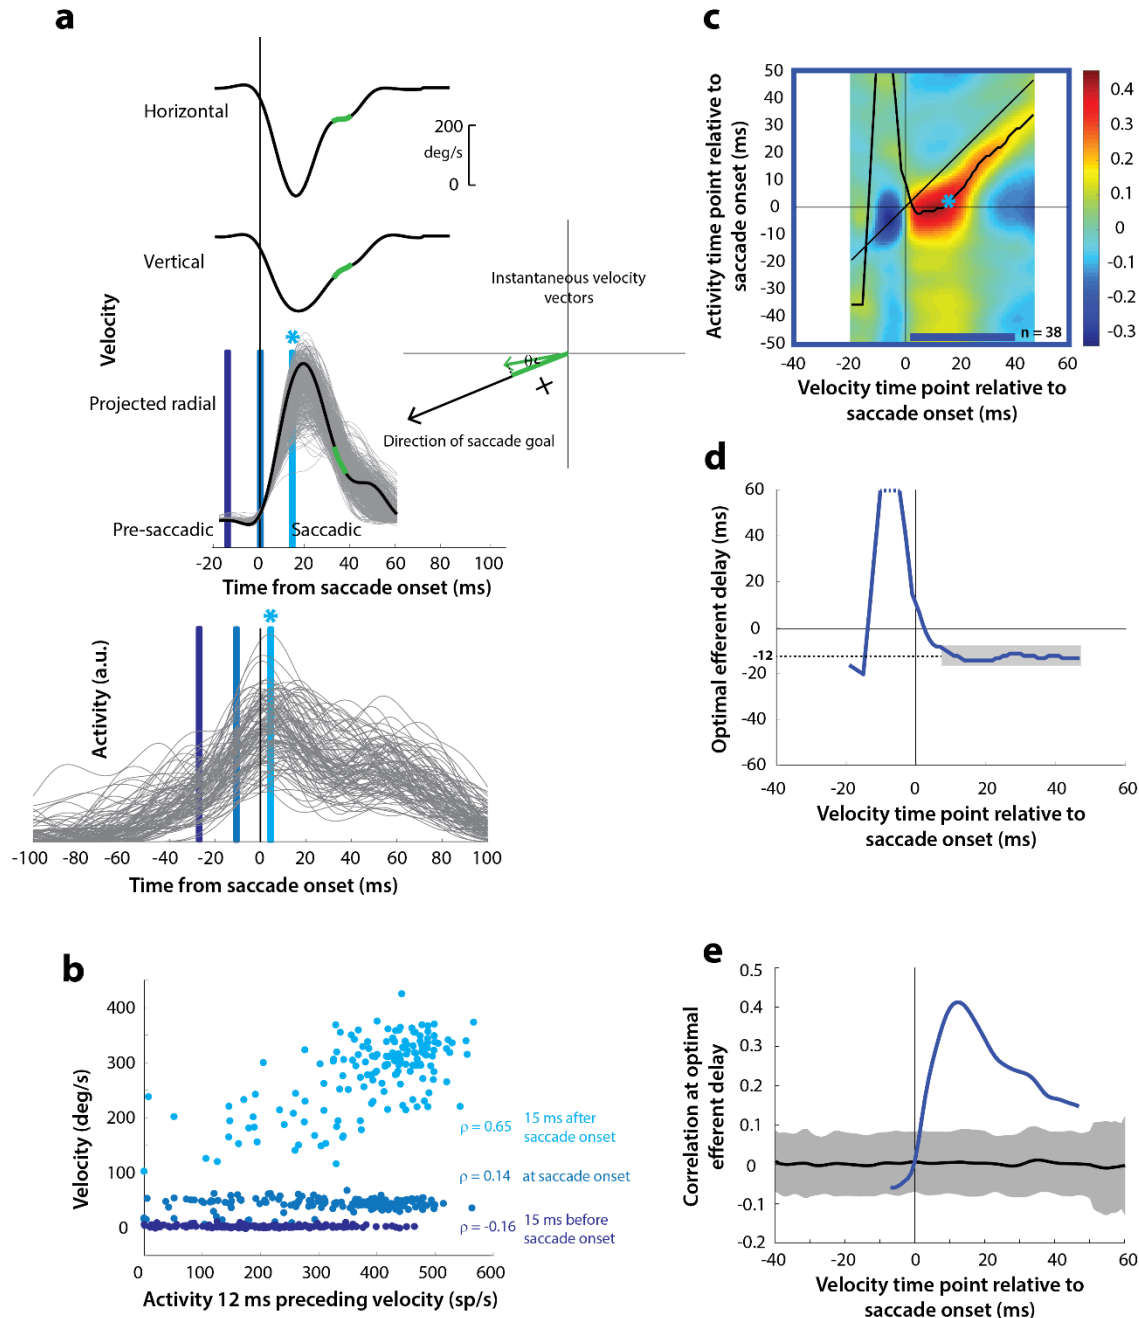 a
Horizontal
200
deg/s
0
Vertical
Velocity
Instantaneous velocity
vectors
θ
Direction of saccade goal
*
Projected radial
Pre-saccadic
Saccadic
-20 0 20 40 60 80 100
Time from saccade onset (ms)
*
Activity (a.u.)
-100 -80 -60 -40 -20 0 20 40 60 80 100
Time from saccade onset (ms)
b
Velocity (deg/s)
400
300
200
100
0
ρ = 0.65 15 ms after
saccade onset
ρ = 0.14 at saccade onset
ρ = -0.16 15 ms before
saccade onset
0 100 200 300 400 500 600
Activity 12 ms preceding velocity (sp/s)
c
Activity time point relative to
saccade onset (ms)
50
40
30
20
10
0
-10
-20
-30
-40
-50
*
n = 38
-40 -20 0 20 40 60
Velocity time point relative to
saccade onset (ms)
0.4
0.3
0.2
0.1
0
-0.1
-0.2
-0.3
d
Optimal efferent delay (ms)
60
40
20
0
-12
-20
-40
-60
-40 -20 0 20 40 60
Velocity time point relative to
saccade onset (ms)
e
Correlation at optimal
efferent delay
0.5
0.4
0.3
0.2
0.1
0
-0.1
-0.2
-40 -20 0 20 40 60
Velocity time point relative to
saccade onset (ms)